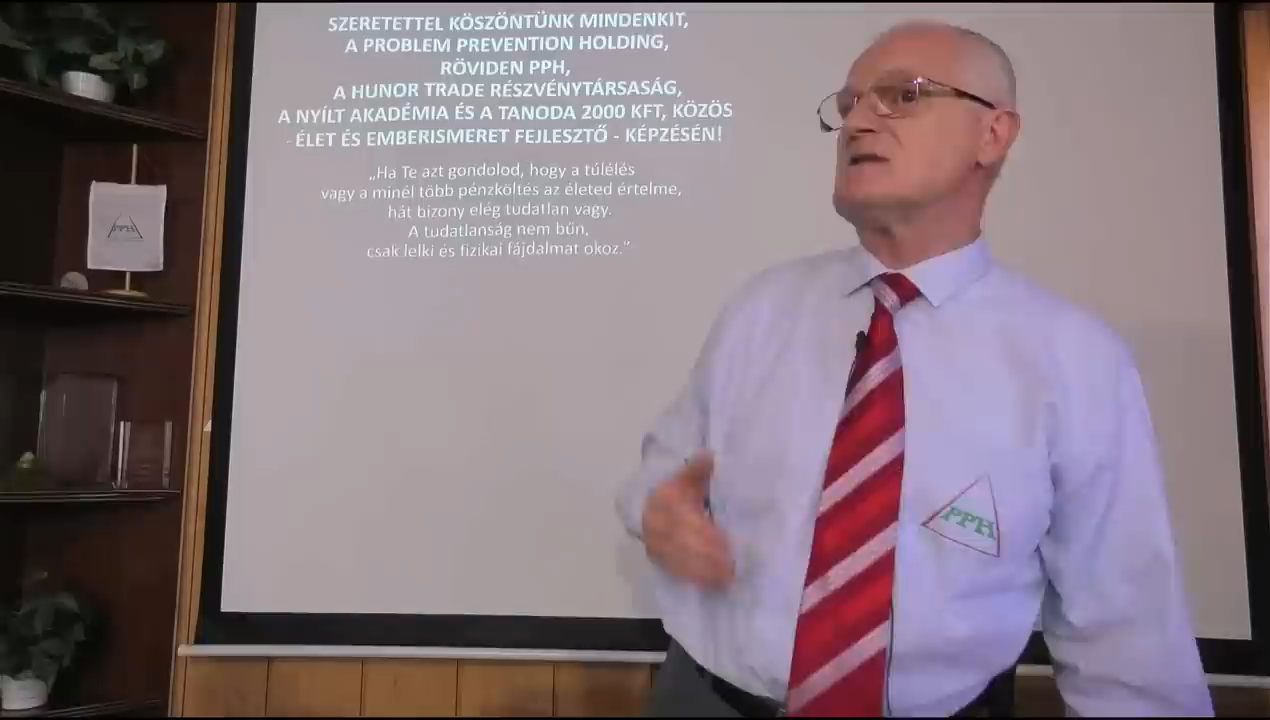 SZERETETTEL KÖSZÖNTÜNK MINDENKIT,
A PROBLEM PREVENTION HOLDING,
RÖVIDEN PPH,
A HUNOR TRADE RÉSZVÉNYTÁRSASÁG,
A NYÍLT AKADÉMIA ÉS A TANODA 2000 KFT, KÖZÖS
- ÉLET ÉS EMBERISMERET FEJLESZTŐ - KÉPZÉSÉN!
„Ha Te azt gondolod, hogy a túlélés
vagy a minél több pénzköltés az életed értelme,
hát bizony elég tudatlan vagy.
A tudatlanság nem bűn,
csak lelki és fizikai fájdalmat okoz.”
PPH
PPH